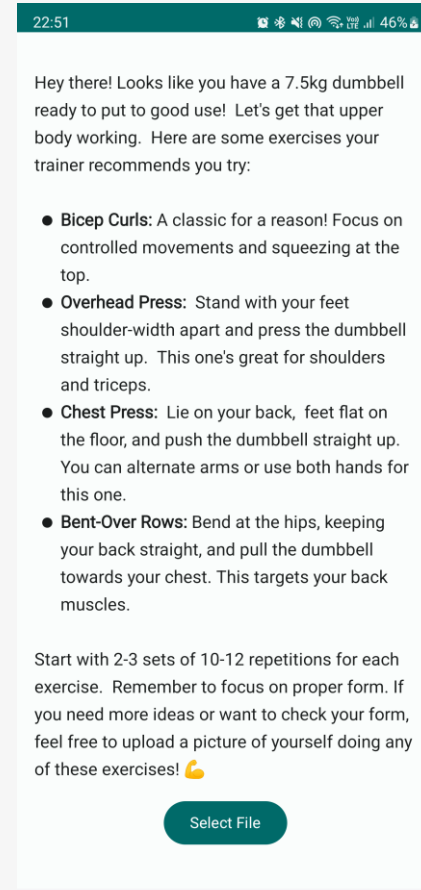 22:51 Vo) LTE 46%
Hey there! Looks like you have a 7.5kg dumbbell
ready to put to good use! Let's get that upper
body working. Here are some exercises your
trainer recommends you try:
● Bicep Curls: A classic for a reason! Focus on
controlled movements and squeezing at the
top.
● Overhead Press: Stand with your feet
shoulder-width apart and press the dumbbell
straight up. This one's great for shoulders
and triceps.
● Chest Press: Lie on your back, feet flat on
the floor, and push the dumbbell straight up.
You can alternate arms or use both hands for
this one.
● Bent-Over Rows: Bend at the hips, keeping
your back straight, and pull the dumbbell
towards your chest. This targets your back
muscles.
Start with 2-3 sets of 10-12 repetitions for each
exercise. Remember to focus on proper form. If
you need more ideas or want to check your form,
feel free to upload a picture of yourself doing any
of these exercises! 💪
Select File